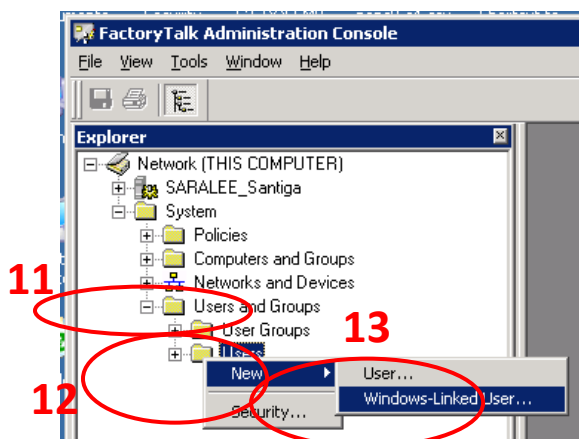 FactoryTalk Administration Console
File View Tools Window Help
Explorer
Network (THIS COMPUTER)
SARALEE_Santiga
System
Policies
Computers and Groups
Networks and Devices
11
Users and Groups
User Groups
13
Users
New
User...
12
Windows-Linked User...
Security...